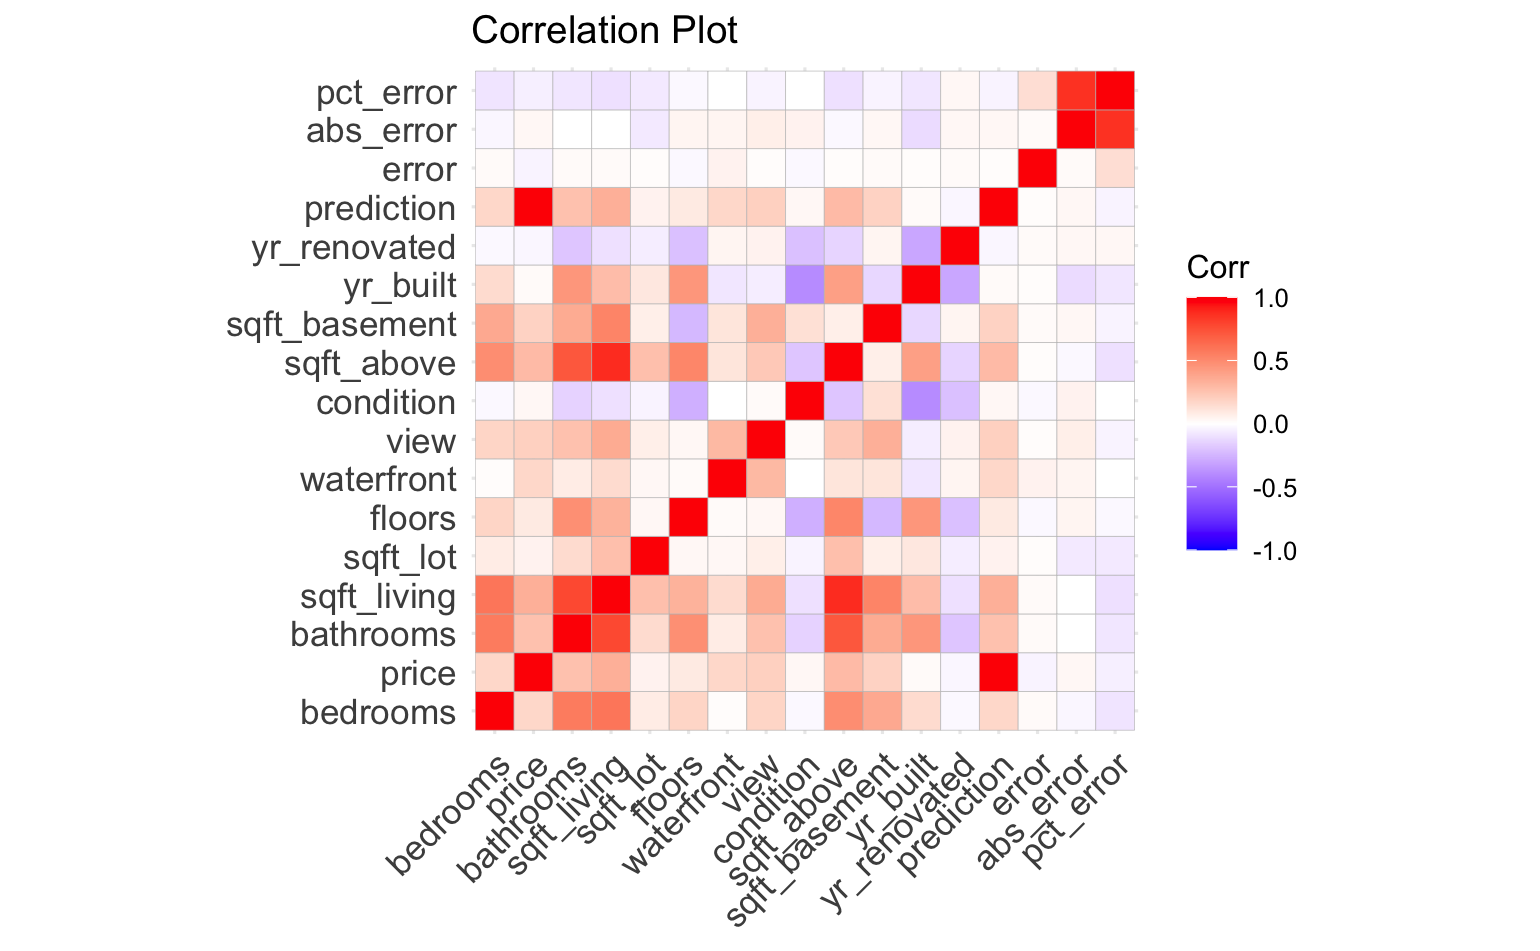 Correlation Plot
pct_error
abs_error
error
prediction
yr_renovated
yr_built
sqft_basement
sqft_above
condition
view
waterfront
floors
sqft_lot
sqft_living
bathrooms
price
bedrooms
bedrooms
price
bathrooms
sqft_living
sqft_lot
floors
waterfront
view
condition
sqft_above
sqft_basement
yr_built
yr_renovated
prediction
error
abs_error
pct_error
Corr
1.0
0.5
0.0
-0.5
-1.0